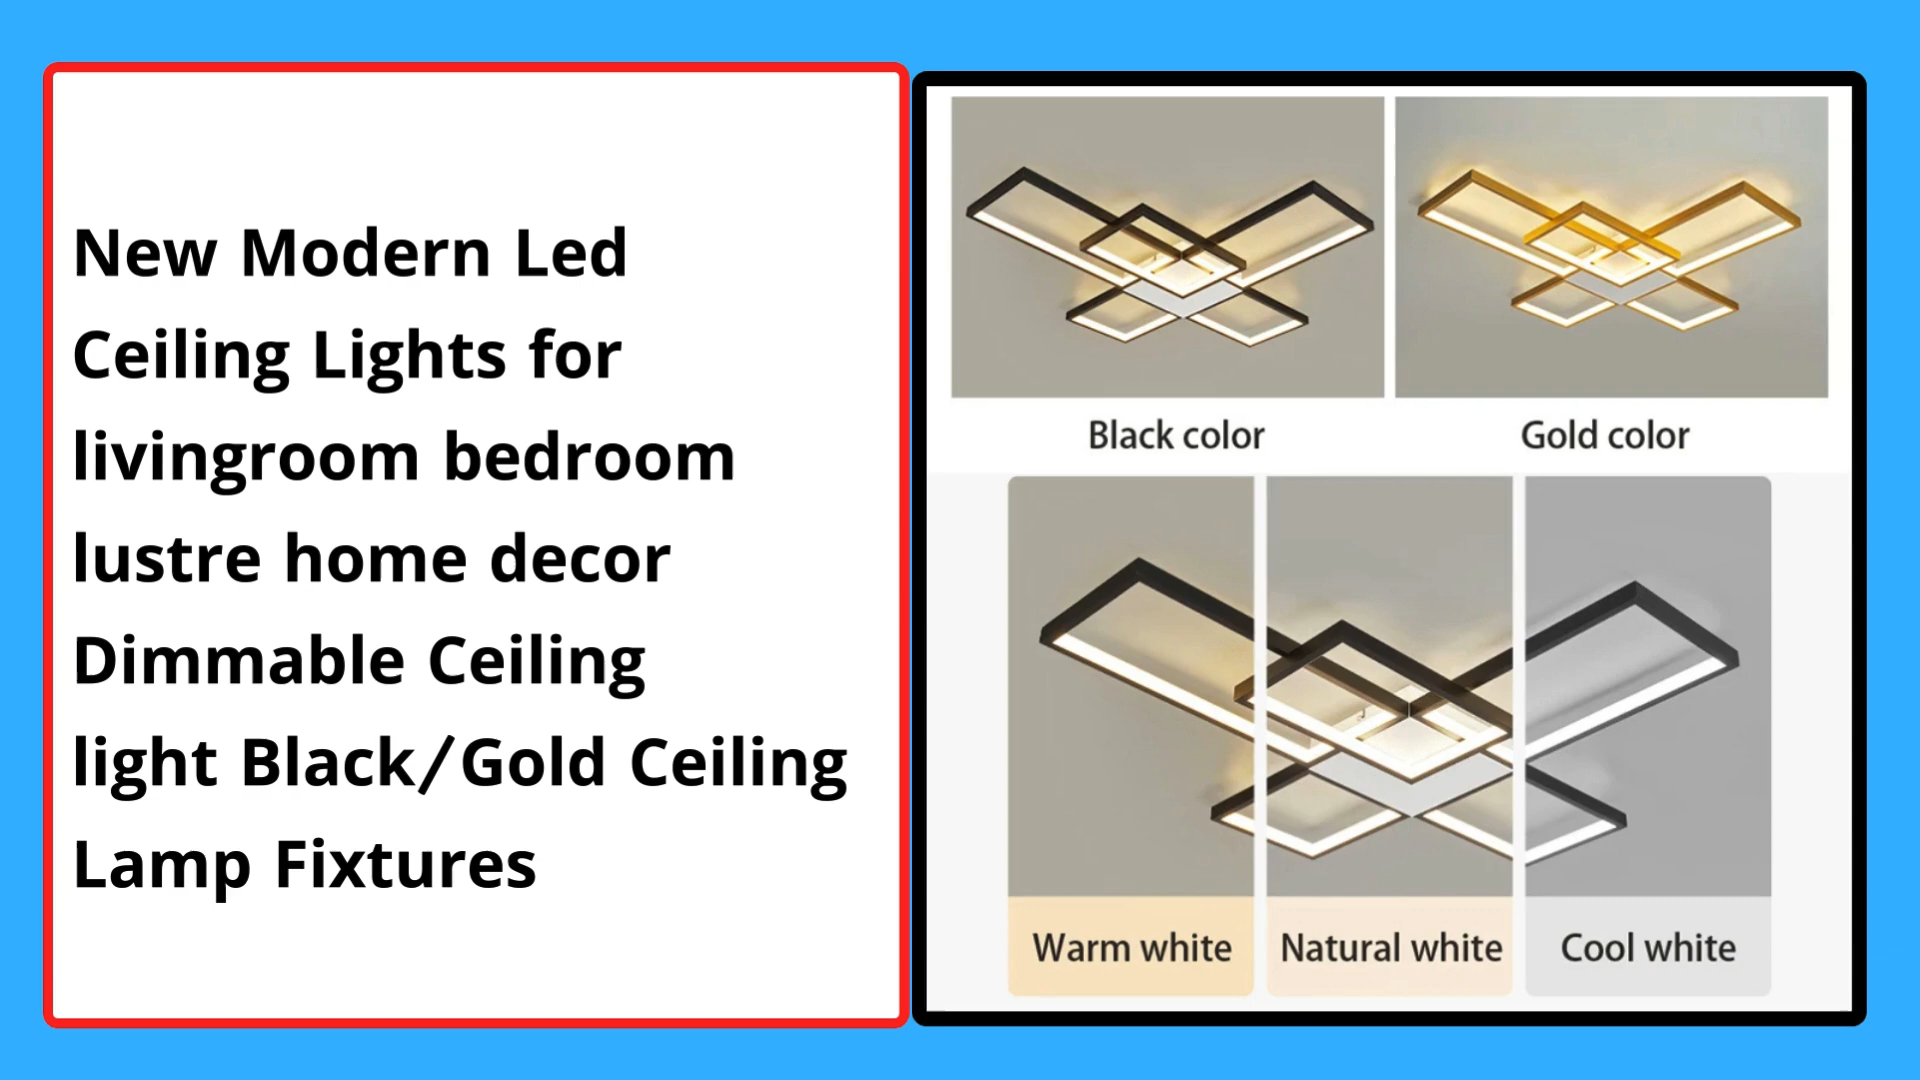 New Modern Led
Ceiling Lights for
livingroom bedroom
lustre home decor
Dimmable Ceiling
light Black/Gold Ceiling
Lamp Fixtures
Black color
Gold color
Warm white
Natural white
Cool white